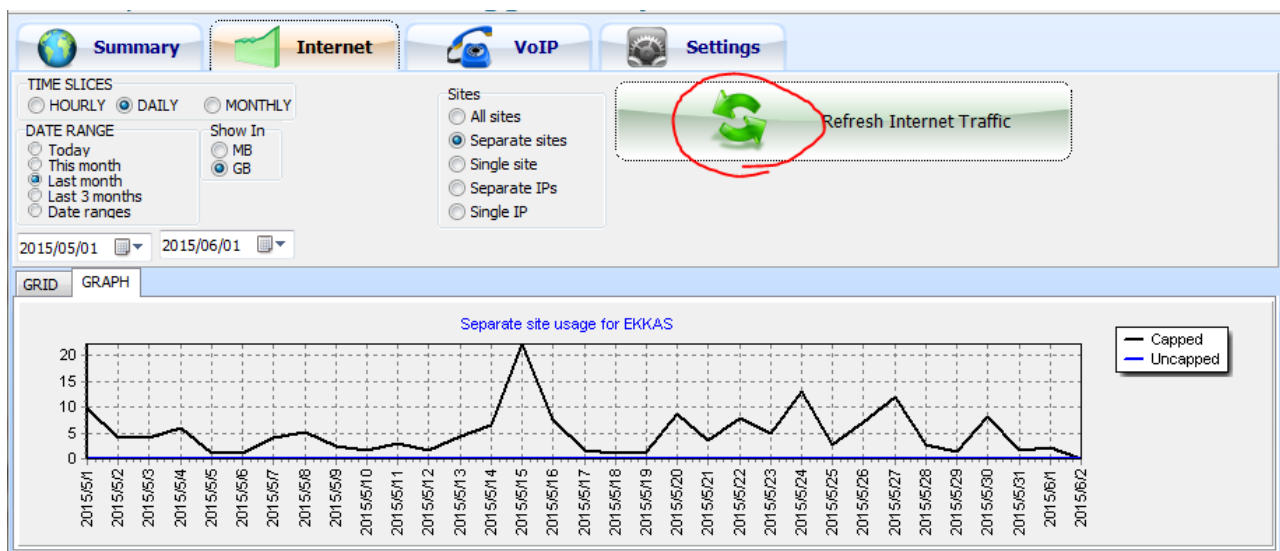 Summary
Internet
VoIP
Settings
TIME SLICES
HOURLY DAILY MONTHLY
DATE RANGE
Today
This month
Last month
Last 3 months
Date ranges
Show In
MB
GB
Sites
All sites
Separate sites
Single site
Separate IPs
Single IP
Refresh Internet Traffic
2015/05/01 2015/06/01
GRID GRAPH
Separate site usage for EKKAS
Capped
Uncapped
20
15
10
5
0
2015/5/1
2015/5/2
2015/5/3
2015/5/4
2015/5/5
2015/5/6
2015/5/7
2015/5/8
2015/5/9
2015/5/10
2015/5/11
2015/5/12
2015/5/13
2015/5/14
2015/5/15
2015/5/16
2015/5/17
2015/5/18
2015/5/19
2015/5/20
2015/5/21
2015/5/22
2015/5/23
2015/5/24
2015/5/25
2015/5/26
2015/5/27
2015/5/28
2015/5/29
2015/5/30
2015/5/31
2015/6/1
2015/6/2